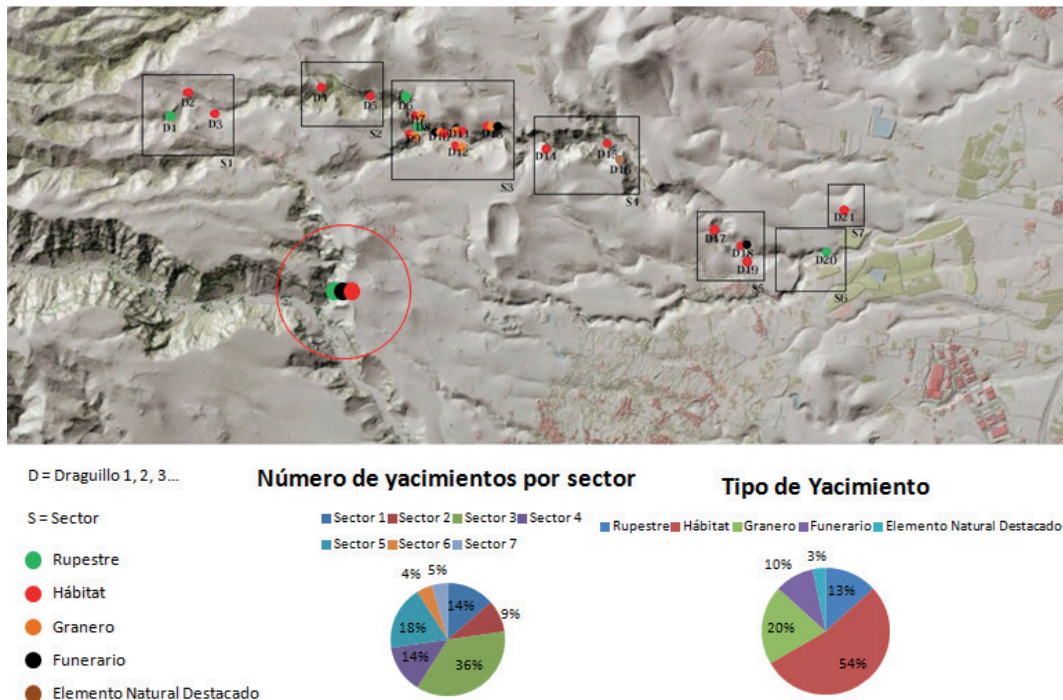 D1
D2
D3
S1
D4
D5
S2
D6
D7
D8
D9
D10
D11
D12
D13
S3
D14
D15
D16
S4
D17
D18
D19
S5
D20
S6
D21
S7
D = Draguillo 1, 2, 3...
S = Sector
Rupestre
Hábitat
Granero
Funerario
Elemento Natural Destacado
Número de yacimientos por sector
Sector 1 Sector 2 Sector 3 Sector 4
Sector 5 Sector 6 Sector 7
4% 5%
14%
9%
18%
14%
36%
Tipo de Yacimiento
Rupestre Hábitat Granero Funerario Elemento Natural Destacado
3%
10%
13%
20%
54%